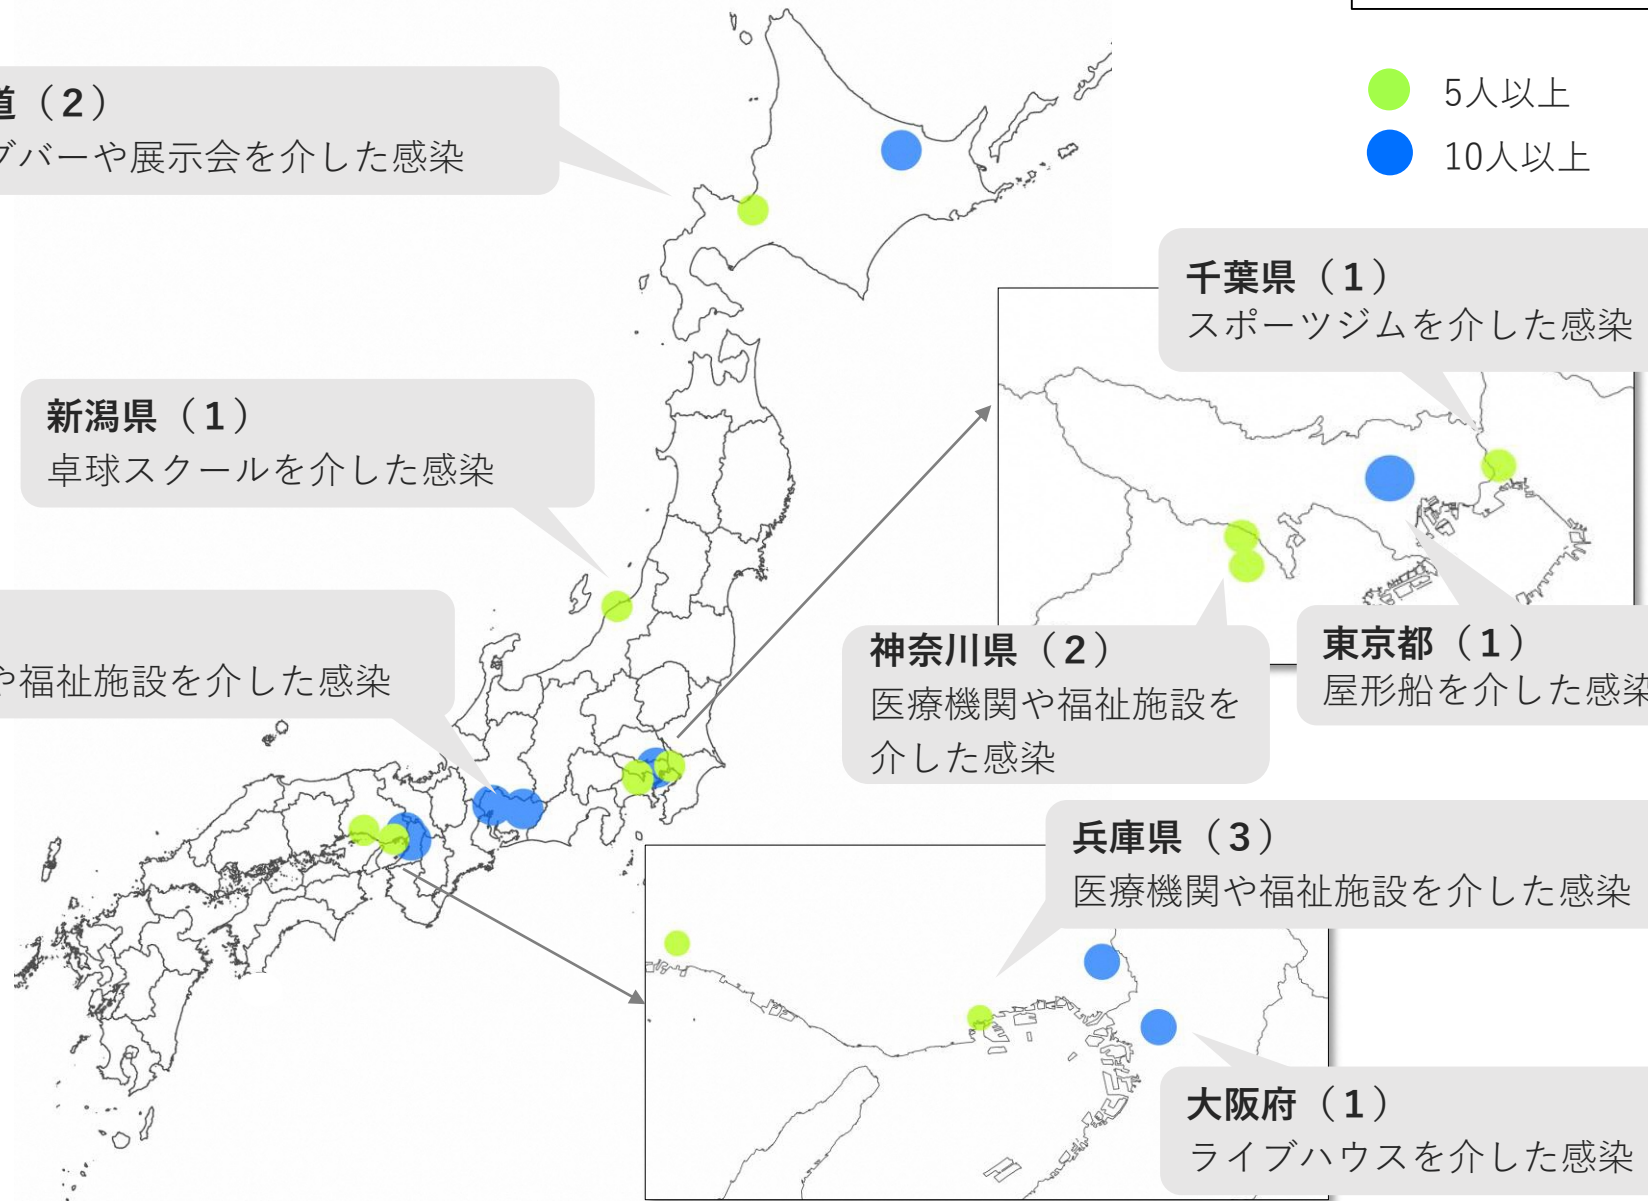 道（2）
ブバーや展示会を介した感染
5人以上
10人以上
千葉県（1）
スポーツジムを介した感染
新潟県（1）
卓球スクールを介した感染
や福祉施設を介した感染
神奈川県（2）
医療機関や福祉施設を
介した感染
東京都（1）
屋形船を介した感染
兵庫県（3）
医療機関や福祉施設を介した感染
大阪府（1）
ライブハウスを介した感染